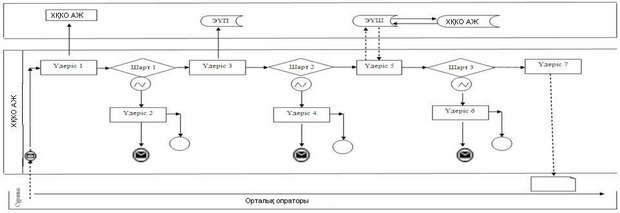 ХҚКО АЖ
ЭҮП
ЭҮШ
ХҚКО АЖ
ХҚКО АЖ
Үдеріс 1
Шарт 1
Үдеріс 3
Шарт 2
Үдеріс 5
Шарт 3
Үдеріс 7
Үдеріс 2
Үдеріс 4
Үдеріс 6
Орталық опраторы